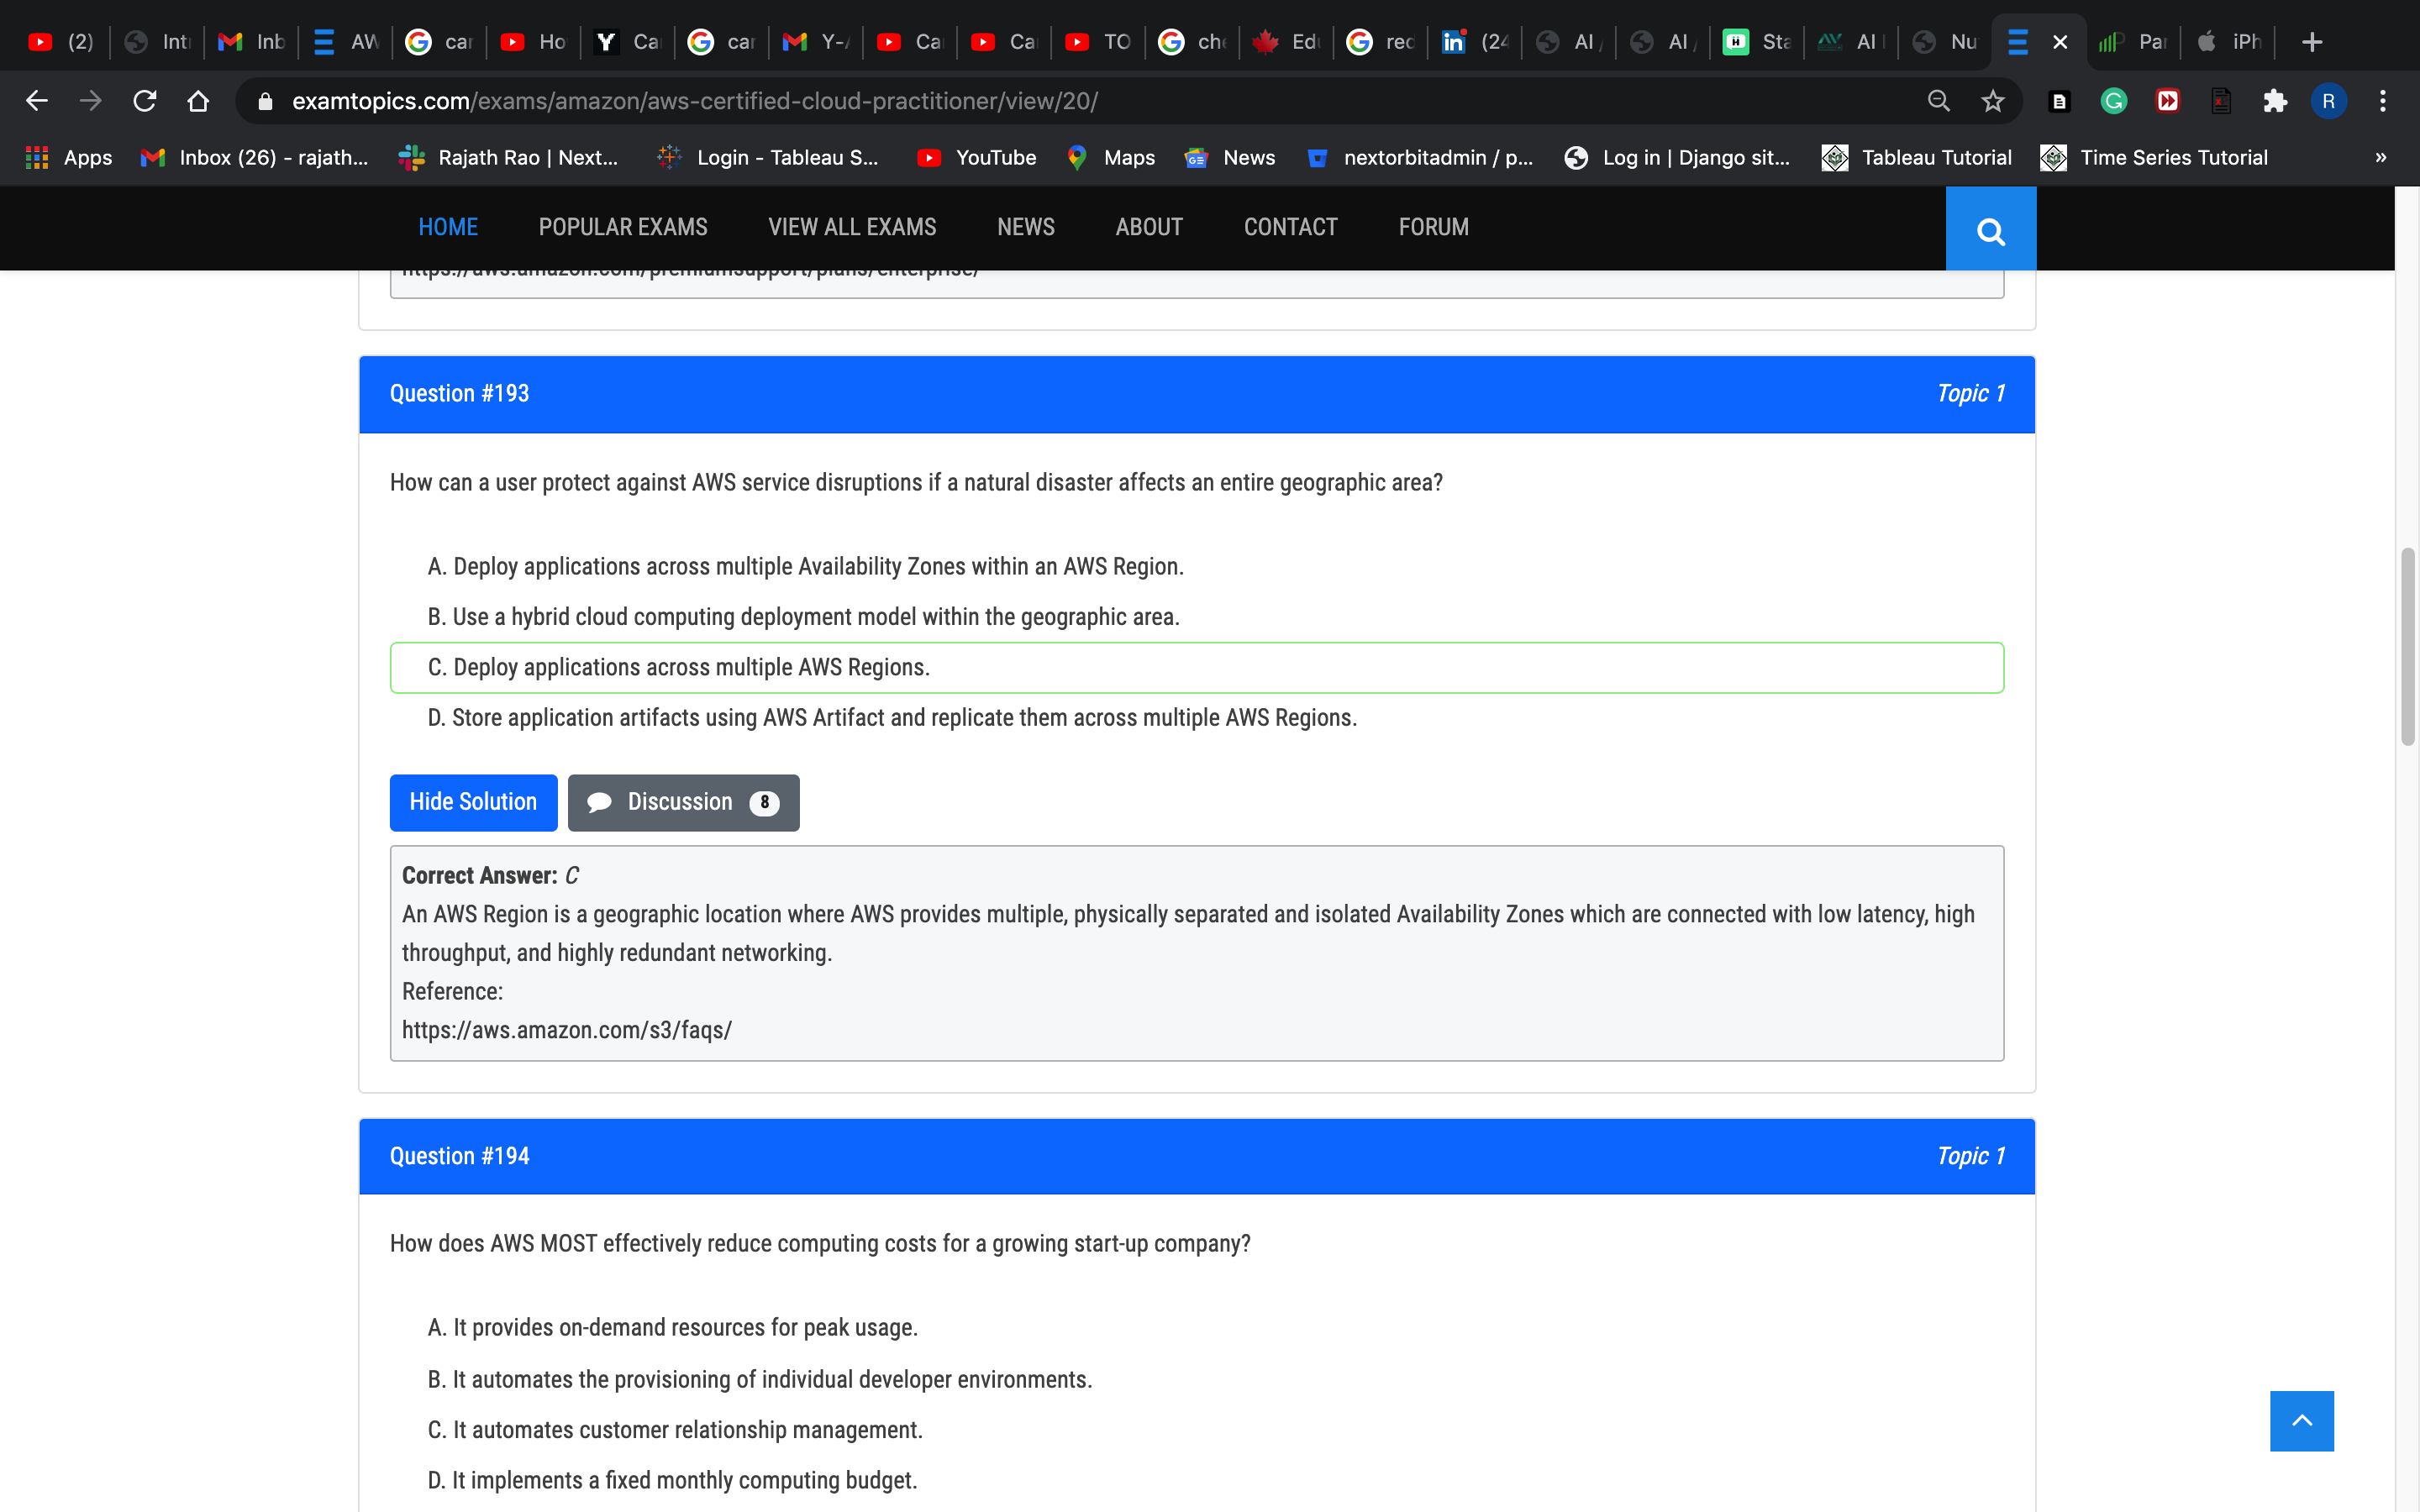 (2)
Int
Inb
AW
car
Ho
Ca
car
Y-
Ca
Ca
TO
che
Edu
rec
(24
AI
AI
Sta
AI
Nu
Par
iPh
examtopics.com/exams/amazon/aws-certified-cloud-practitioner/view/20/
R
Apps
Inbox (26) - rajath...
Rajath Rao | Next...
Login - Tableau S...
YouTube
Maps
News
nextorbitadmin / p...
Log in | Django sit...
Tableau Tutorial
Time Series Tutorial
»
HOME
POPULAR EXAMS
VIEW ALL EXAMS
NEWS
ABOUT
CONTACT
FORUM
https://aws.amazon.com/premiumsupport/plans/enterprise/
Question #193
Topic 1
How can a user protect against AWS service disruptions if a natural disaster affects an entire geographic area?
A. Deploy applications across multiple Availability Zones within an AWS Region.
B. Use a hybrid cloud computing deployment model within the geographic area.
C. Deploy applications across multiple AWS Regions.
D. Store application artifacts using AWS Artifact and replicate them across multiple AWS Regions.
Hide Solution
Discussion 8
Correct Answer: C
An AWS Region is a geographic location where AWS provides multiple, physically separated and isolated Availability Zones which are connected with low latency, high
throughput, and highly redundant networking.
Reference:
https://aws.amazon.com/s3/faqs/
Question #194
Topic 1
How does AWS MOST effectively reduce computing costs for a growing start-up company?
A. It provides on-demand resources for peak usage.
B. It automates the provisioning of individual developer environments.
C. It automates customer relationship management.
D. It implements a fixed monthly computing budget.